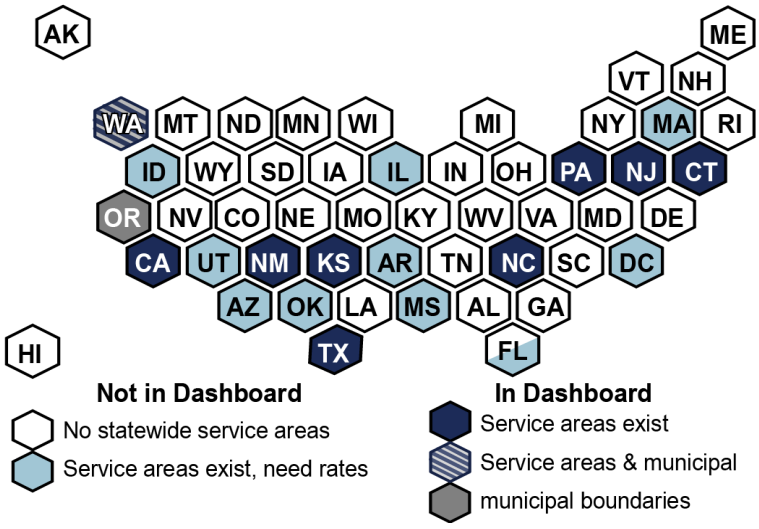 AK ME
VT NH
WA MT ND MN WI MI NY MA RI
ID WY SD IA IL IN OH PA NJ CT
OR NV CO NE MO KY WV VA MD DE
CA UT NM KS AR TN NC SC DC
AZ OK LA MS AL GA
HI TX FL
Not in Dashboard
No statewide service areas
Service areas exist, need rates
In Dashboard
Service areas exist
Service areas & municipal
municipal boundaries